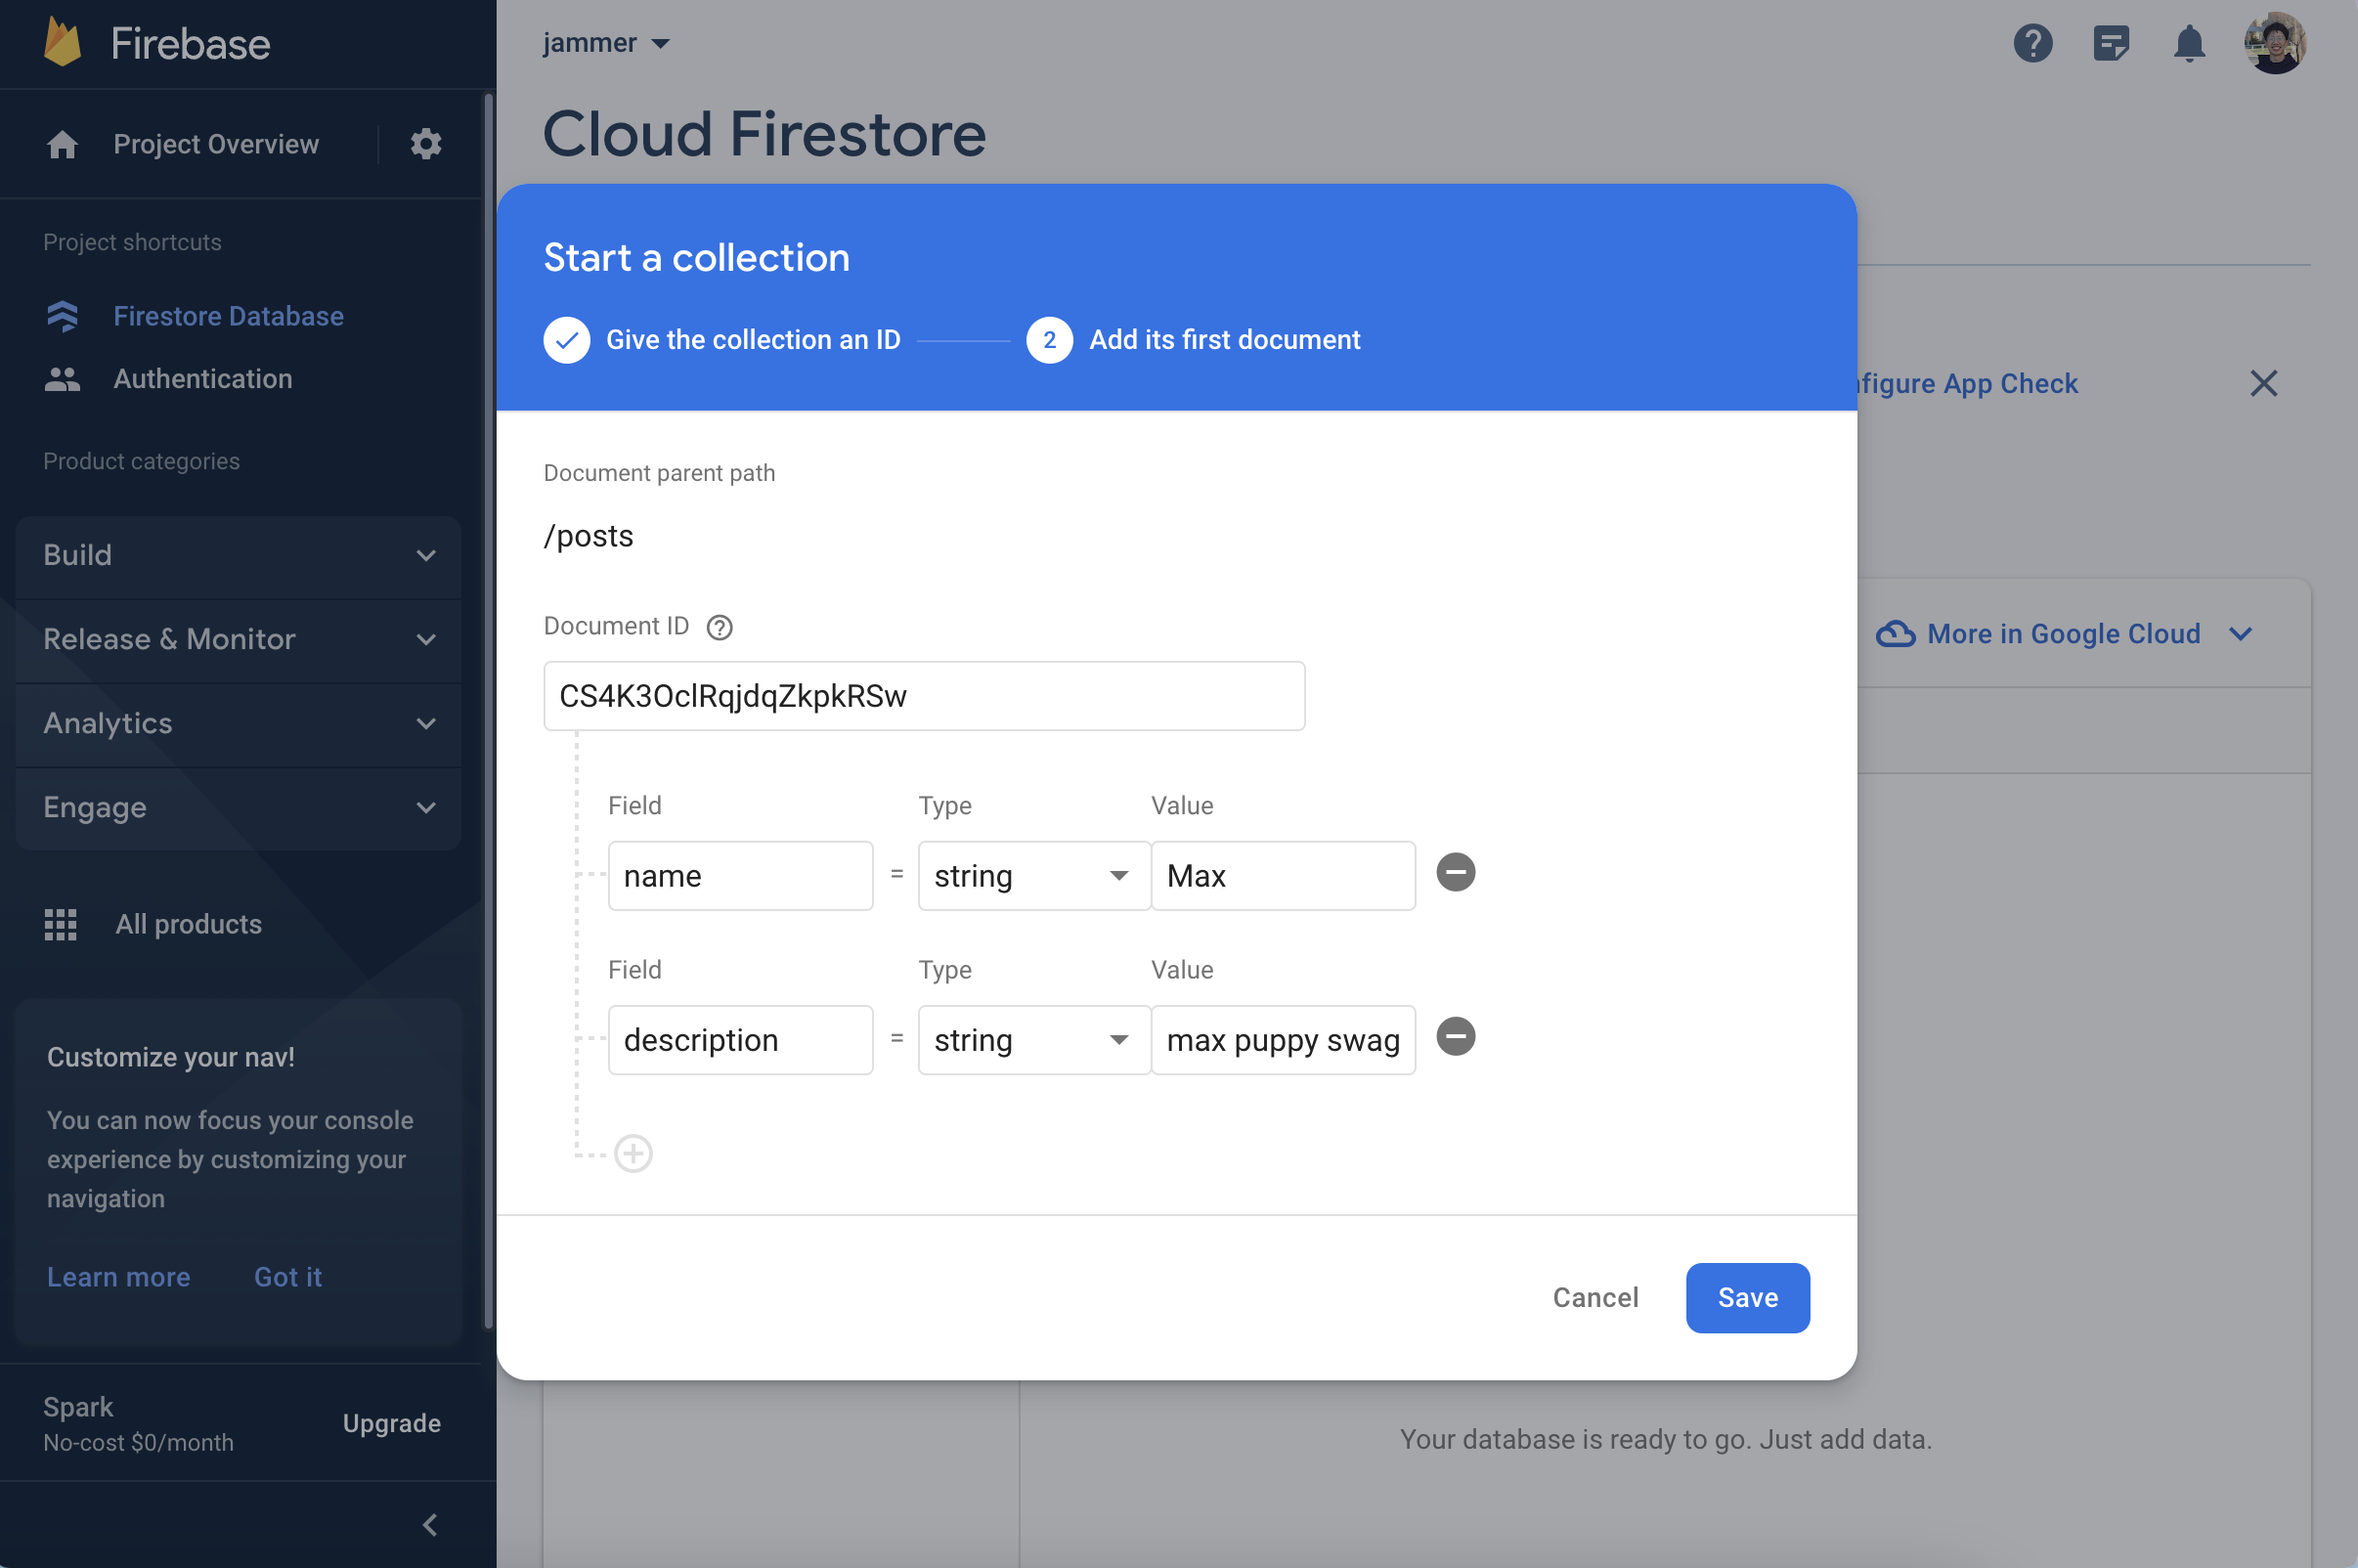 Firebase
Project Overview
Project shortcuts
Firestore Database
Authentication
Product categories
Build
Release & Monitor
Analytics
Engage
All products
Customize your nav!
You can now focus your console
experience by customizing your
navigation
Learn more Got it
Spark
No-cost $0/month
Upgrade
jammer
Cloud Firestore
Start a collection
Give the collection an ID 2 Add its first document
Document parent path
/posts
Document ID
CS4K3OclRqjdqZkpkRSw
Field Type Value
name = string Max
Field Type Value
description = string max puppy swag
Cancel Save
figure App Check
More in Google Cloud
Your database is ready to go. Just add data.